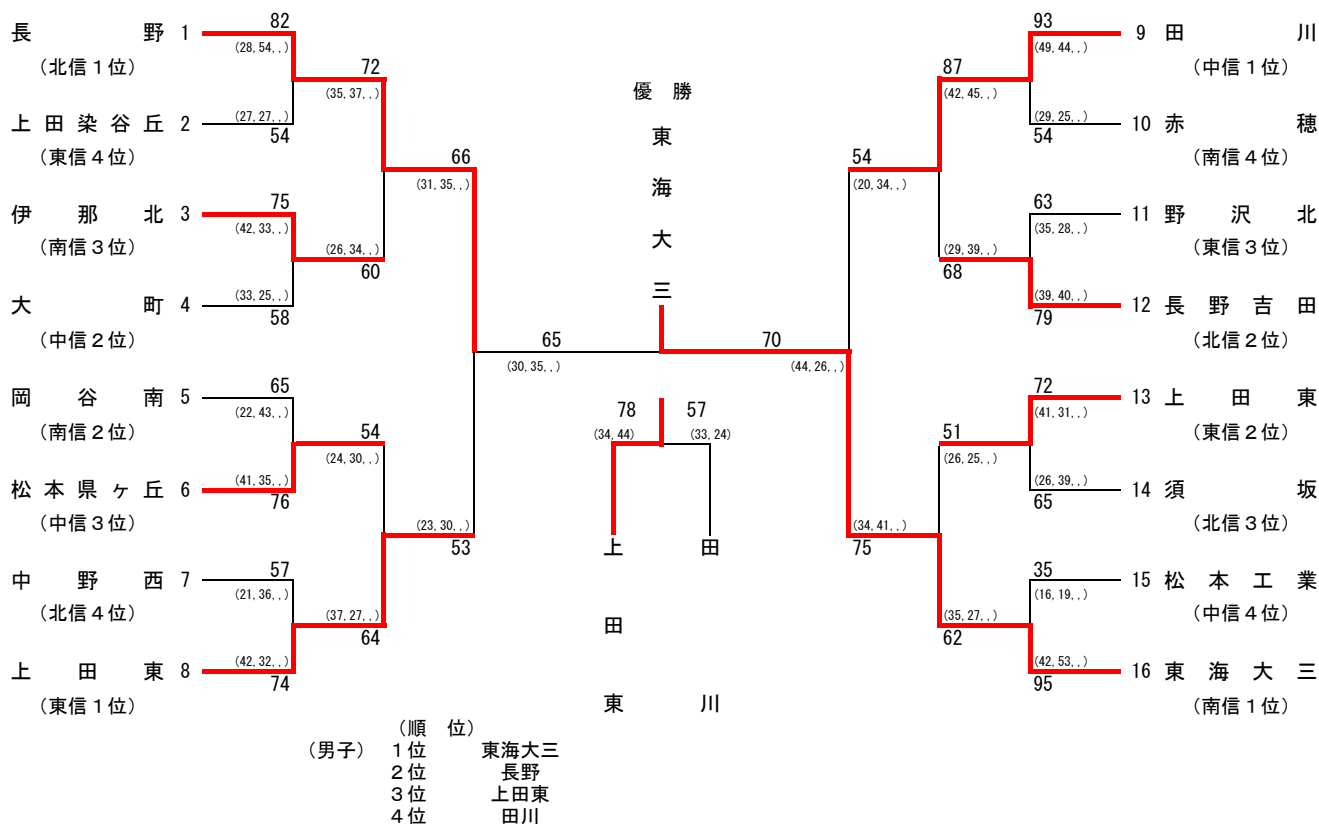 優勝
東海大三
長野 1
(北信1位)
82
(28, 54, , )
上田染谷丘 2
(東信4位)
(27, 27, , )
54
72
(35, 37, , )
伊那北 3
(南信3位)
75
(42, 33, , )
大町 4
(中信2位)
(33, 25, , )
58
(26, 34, , )
60
66
(31, 35, , )
岡谷南 5
(南信2位)
65
(22, 43, , )
松本県ヶ丘 6
(中信3位)
(41, 35, , )
76
54
(24, 30, , )
中野西 7
(北信4位)
57
(21, 36, , )
上田東 8
(東信1位)
(42, 32, , )
74
(37, 27, , )
64
(23, 30, , )
53
65
(30, 35, , )
70
(44, 26, , )
78
(34, 44)
57
(33, 24)
上田東
田川
9 田川
(中信1位)
93
(49, 44, , )
10 赤穂
(南信4位)
(29, 25, , )
54
87
(42, 45, , )
11 野沢北
(東信3位)
63
(35, 28, , )
12 長野吉田
(北信2位)
(39, 40, , )
79
(29, 39, , )
68
54
(20, 34, , )
13 上田東
(東信2位)
72
(41, 31, , )
14 須坂
(北信3位)
(26, 39, , )
65
51
(26, 25, , )
15 松本工業
(中信4位)
35
(16, 19, , )
16 東海大三
(南信1位)
(42, 53, , )
95
(35, 27, , )
62
(34, 41, , )
75
(順 位)
(男子) 1位 東海大三
2位 長野
3位 上田東
4位 田川